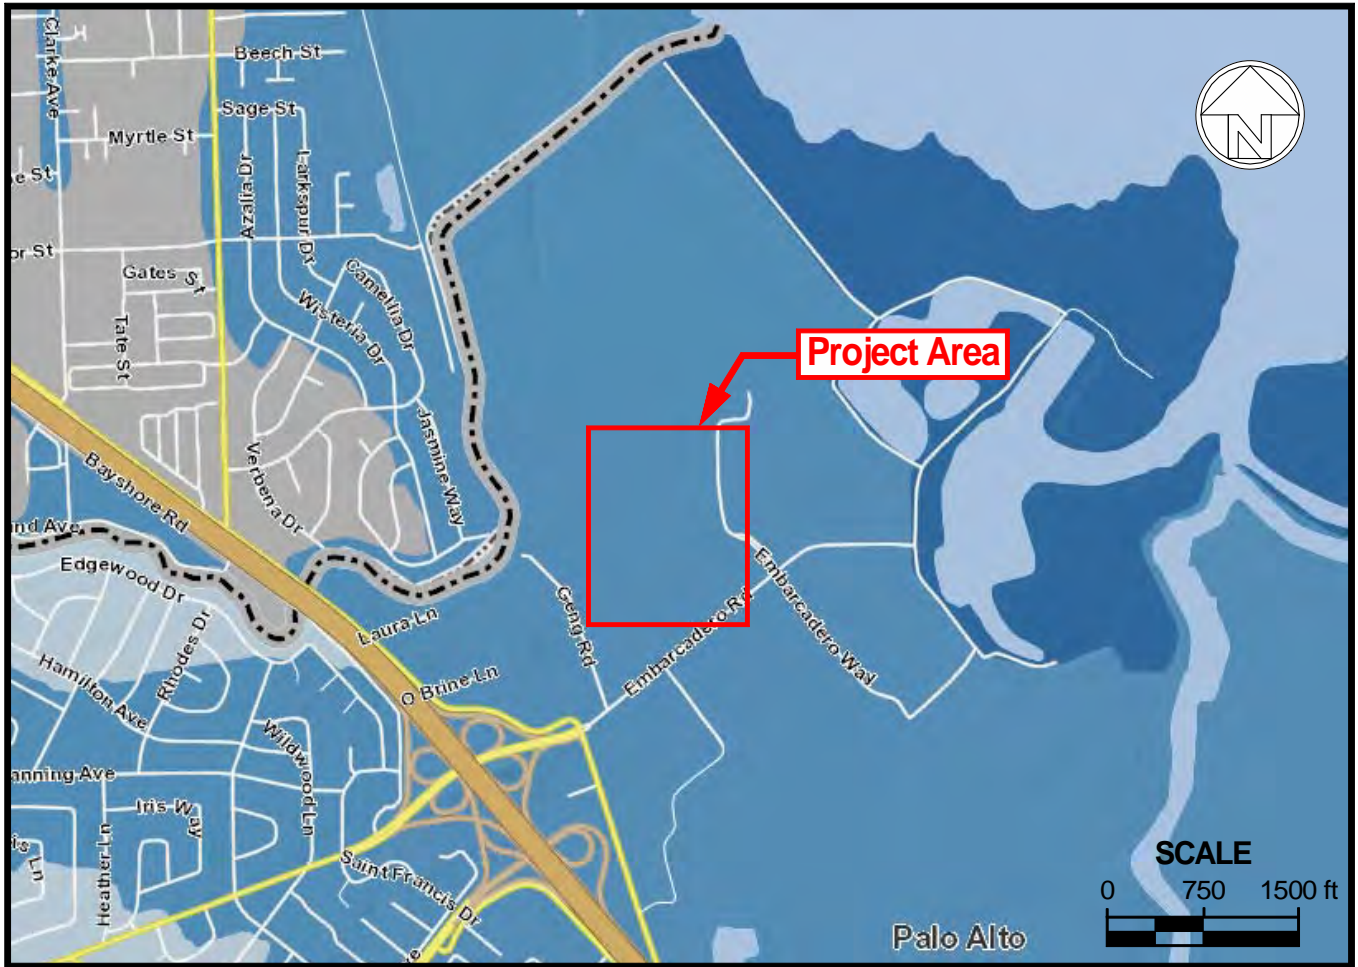 Clarke Ave
Beech St
Sage St
Myrtle St
e St
Azalia Dr
Larkspur Dr
or St
Gates St
Camellia Dr
Wisteria Dr
Tate St
Project Area
N
Jasmine Way
Verbena Dr
Bayshore Rd
nd Ave
Edgewood Dr
Rhodes Dr
Laura Ln
Geng Rd
Embarcadero Rd
Embarcadero Way
Hamilton Ave
O Brine Ln
Wildwood Ln
anning Ave
Iris Way
is Ln
Heather Ln
Saint Francis Dr
ve
Palo Alto
SCALE
0 750 1500 ft